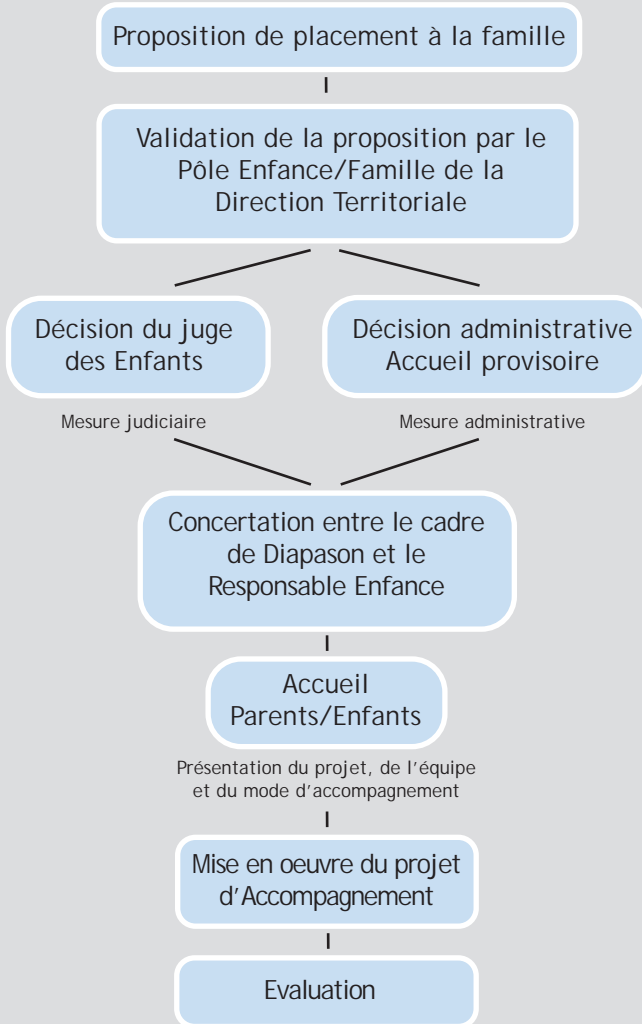 Proposition de placement à la famille
Validation de la proposition par le
Pôle Enfance/Famille de la
Direction Territoriale
Décision du juge
des Enfants
Décision administrative
Accueil provisoire
Mesure judiciaire
Mesure administrative
Concertation entre le cadre
de Diapason et le
Responsable Enfance
Accueil
Parents/Enfants
Présentation du projet, de l'équipe
et du mode d'accompagnement
Mise en oeuvre du projet
d'Accompagnement
Evaluation